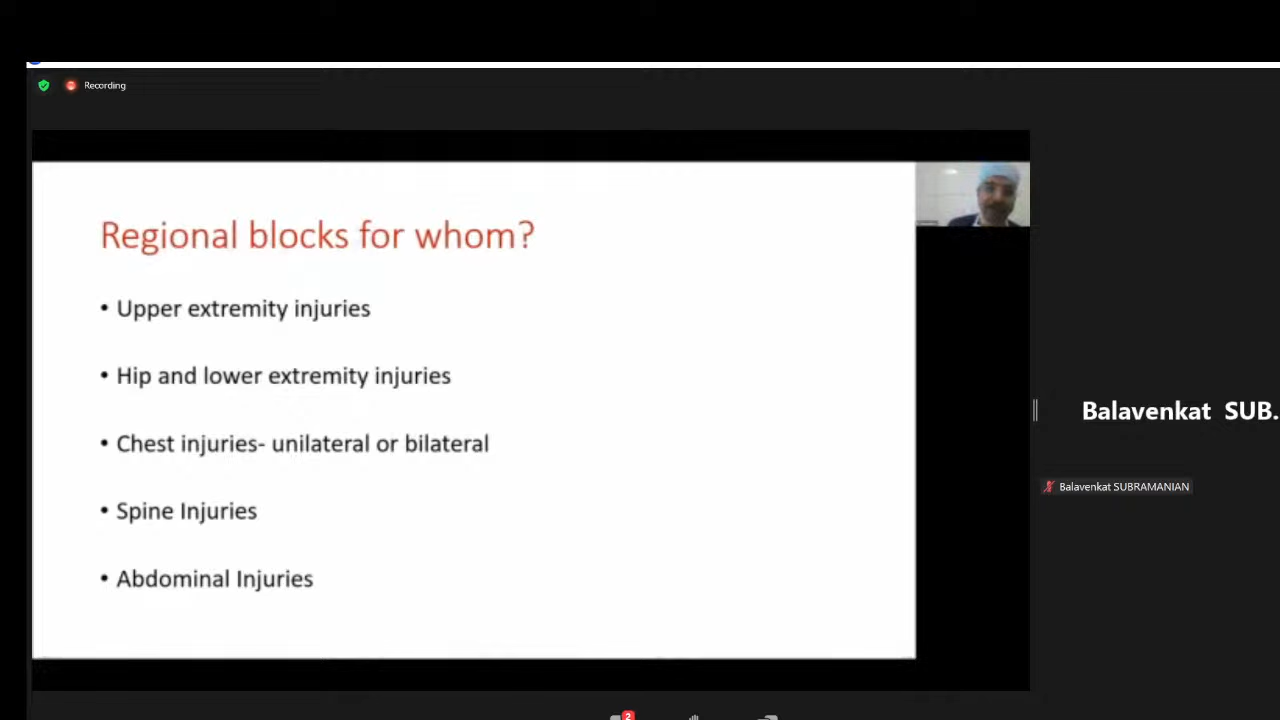 Recording
Regional blocks for whom?
• Upper extremity injuries
• Hip and lower extremity injuries
• Chest injuries- unilateral or bilateral
• Spine Injuries
• Abdominal Injuries
Balavenkat SUB.
Balavenkat SUBRAMANIAN
2